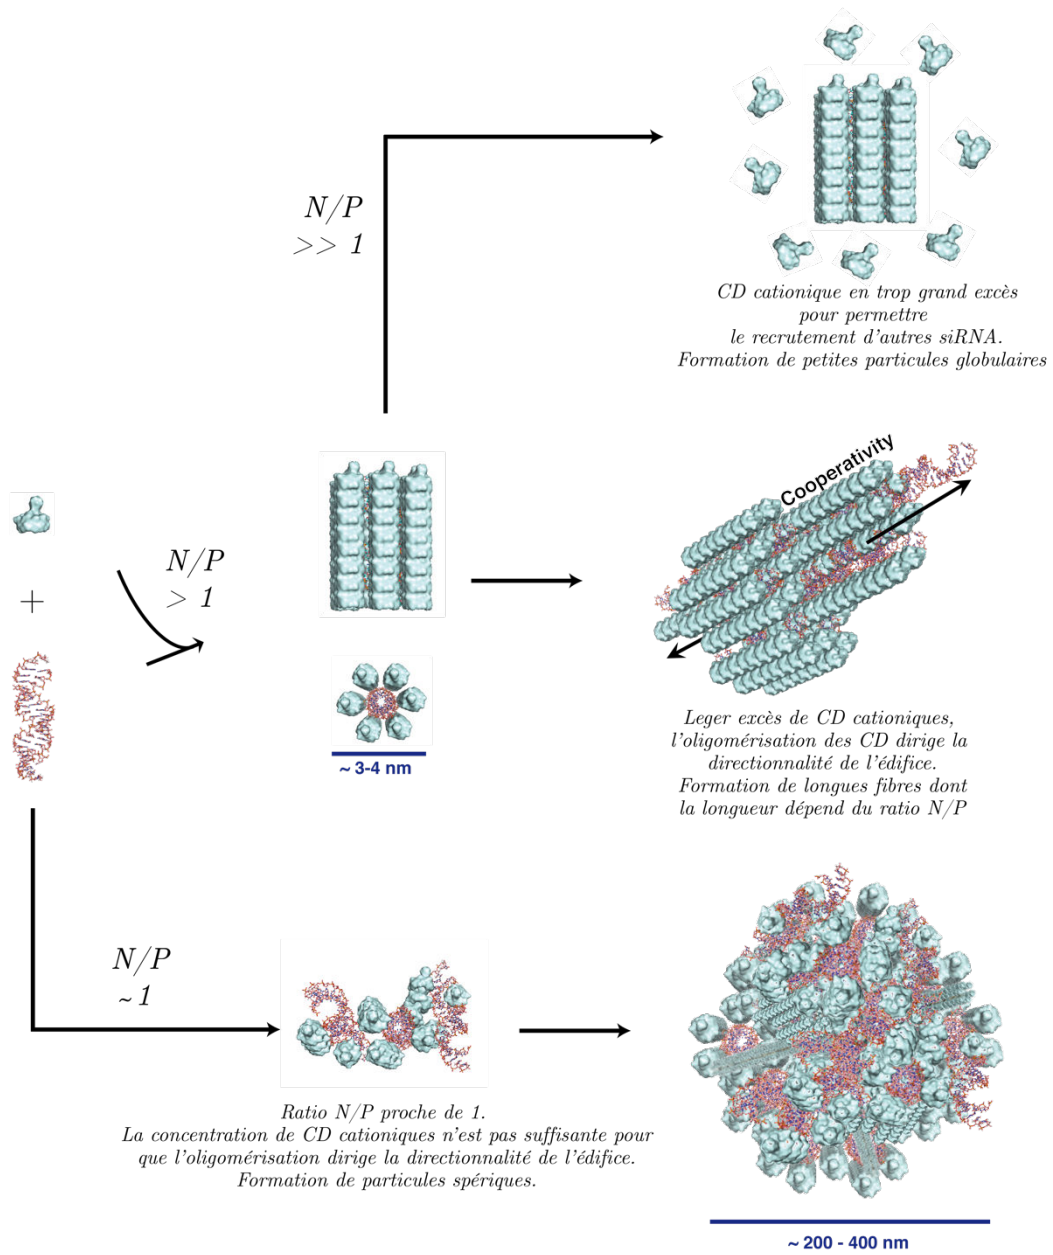 N/P
>> 1
CD cationique en trop grand excès
pour permettre
le recrutement d'autres siRNA.
Formation de petites particules globulaires
+
N/P
> 1
~ 3-4 nm
Cooperativity
Leger excès de CD cationiques,
l'oligomérisation des CD dirige la
directionnalité de l'édifice.
Formation de longues fibres dont
la longueur dépend du ratio N/P
N/P
~ 1
Ratio N/P proche de 1.
La concentration de CD cationiques n'est pas suffisante pour
que l'oligomérisation dirige la directionnalité de l'édifice.
Formation de particules spériques.
~ 200 - 400 nm